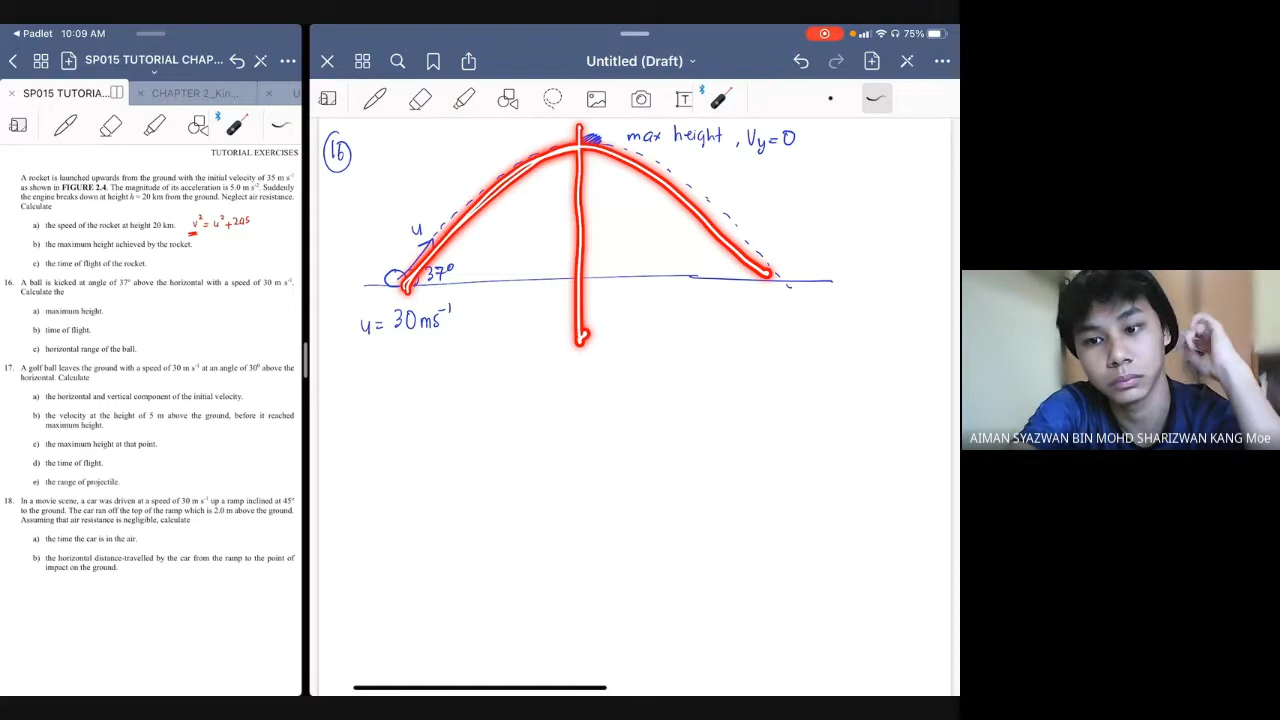 Padlet 10:09 AM
75%
SP015 TUTORIAL CHAP...
Untitled (Draft)
SP015 TUTORIA...
CHAPTER 2_Kin...
U
T
TUTORIAL EXERCISES
A rocket is launched upwards from the ground with the initial velocity of 35 m s⁻¹
as shown in FIGURE 2.4. The magnitude of its acceleration is 5.0 m s⁻². Suddenly
the engine breaks down at height h = 20 km from the ground. Neglect air resistance.
Calculate
a) the speed of the rocket at height 20 km. v² = u² + 2as
b) the maximum height achieved by the rocket.
c) the time of flight of the rocket.
16. A ball is kicked at angle of 37° above the horizontal with a speed of 30 m s⁻¹.
Calculate the
a) maximum height.
b) time of flight.
c) horizontal range of the ball.
17. A golf ball leaves the ground with a speed of 30 m s⁻¹ at an angle of 30⁰ above the
horizontal. Calculate
a) the horizontal and vertical component of the initial velocity.
b) the velocity at the height of 5 m above the ground, before it reached
maximum height.
c) the maximum height at that point.
d) the time of flight.
e) the range of projectile.
18. In a movie scene, a car was driven at a speed of 30 m s⁻¹ up a ramp inclined at 45°
to the ground. The car ran off the top of the ramp which is 2.0 m above the ground.
Assuming that air resistance is negligible, calculate
a) the time the car is in the air.
b) the horizontal distance-travelled by the car from the ramp to the point of
impact on the ground.
16
max height , Vy = 0
u
37⁰
u = 30 ms⁻¹
AIMAN SYAZWAN BIN MOHD SHARIZWAN KANG Moe